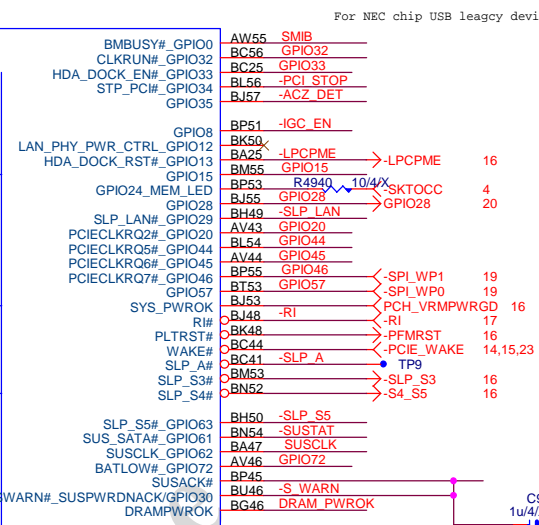 For NEC chip USB leagcy devi
BMBUSY#_GPIO0 AW55 SMIB
CLKRUN#_GPIO32 BC56 GPIO32
HDA_DOCK_EN#_GPIO33 BC25 GPIO33
STP_PCI#_GPIO34 BL56 -PCI_STOP
GPIO35 BJ57 -ACZ_DET
GPIO8 BP51 -IGC_EN
LAN_PHY_PWR_CTRL_GPIO12 BK50
HDA_DOCK_RST#_GPIO13 BA25 -LPCPME -LPCPME 16
GPIO15 BM55 GPIO15
GPIO24_MEM_LED BP53 R4940 10/4/X -SKTOCC 4
GPIO28 BJ55 GPIO28 GPIO28 20
SLP_LAN#_GPIO29 BH49 -SLP_LAN
PCIECLKRQ2#_GPIO20 AV43 GPIO20
PCIECLKRQ5#_GPIO44 BL54 GPIO44
PCIECLKRQ6#_GPIO45 AV44 GPIO45
PCIECLKRQ7#_GPIO46 BP55 GPIO46 -SPI_WP1 19
GPIO57 BT53 GPIO57 -SPI_WP0 19
SYS_PWROK BJ53 PCH_VRMPWRGD 16
RI# BJ48 -RI -RI 17
PLTRST# BK48 -PFMRST 16
WAKE# BC44 -PCIE_WAKE 14,15,23
SLP_A# BC41 -SLP_A TP9
SLP_S3# BM53 -SLP_S3 16
SLP_S4# BN52 -S4_S5 16
SLP_S5#_GPIO63 BH50 -SLP_S5
SUS_SATA#_GPIO61 BN54 -SUSTAT
SUSCLK_GPIO62 BA47 SUSCLK
BATLOW#_GPIO72 AV46 GPIO72
SUSACK# BP45
WARN#_SUSPWRDNACK/GPIO30 BU46 -S_WARN
DRAMPWROK BG46 DRAM_PWROK
C9
1u/4/